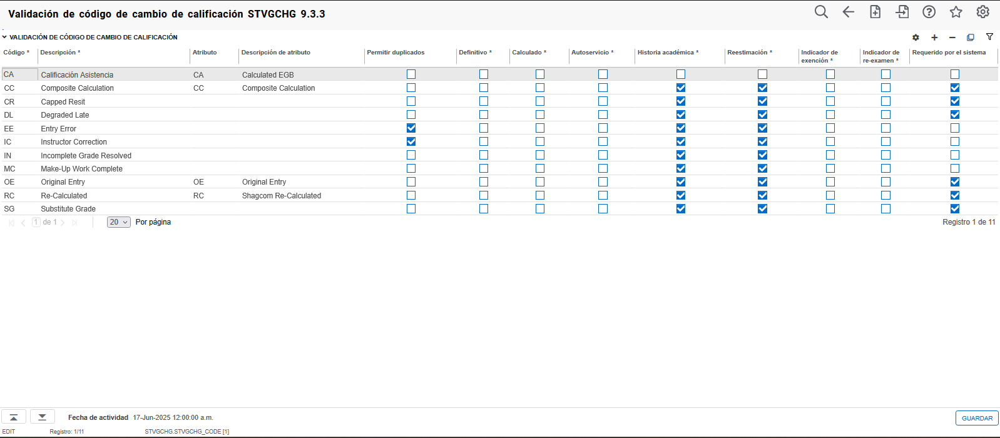 Validación de código de cambio de calificación STVGCHG 9.3.3
VALIDACIÓN DE CÓDIGO DE CAMBIO DE CALIFICACIÓN
Código * Descripción * Atributo Descripción de atributo Permitir duplicados Definitivo * Calculado * Autoservicio * Historia académica * Reestimación * Indicador de exención * Indicador de re-examen * Requerido por el sistema
CA Calificación Asistencia CA Calculated EGB
CC Composite Calculation CC Composite Calculation
CR Capped Resit
DL Degraded Late
EE Entry Error
IC Instructor Correction
IN Incomplete Grade Resolved
MC Make-Up Work Complete
OE Original Entry OE Original Entry
RC Re-Calculated RC Shagcom Re-Calculated
SG Substitute Grade
1 de 1 20 Por página Registro 1 de 11
Fecha de actividad 17-Jun-2025 12:00:00 a.m. GUARDAR
EDIT Registro: 1/11 STVGCHG.STVGCHG_CODE [1]